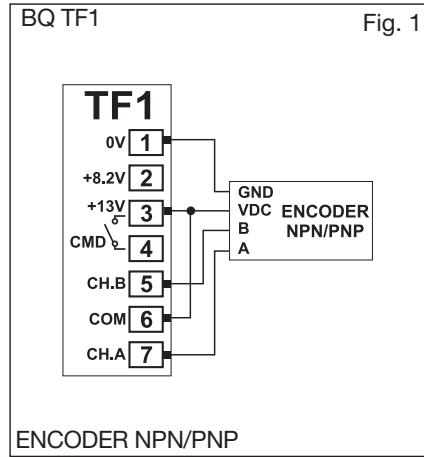 BQ TF1
Fig. 1
TF1
0V 1
+8.2V 2
+13V 3
CMD 4
CH.B 5
COM 6
CH.A 7
GND
VDC
B
A
ENCODER
NPN/PNP
ENCODER NPN/PNP